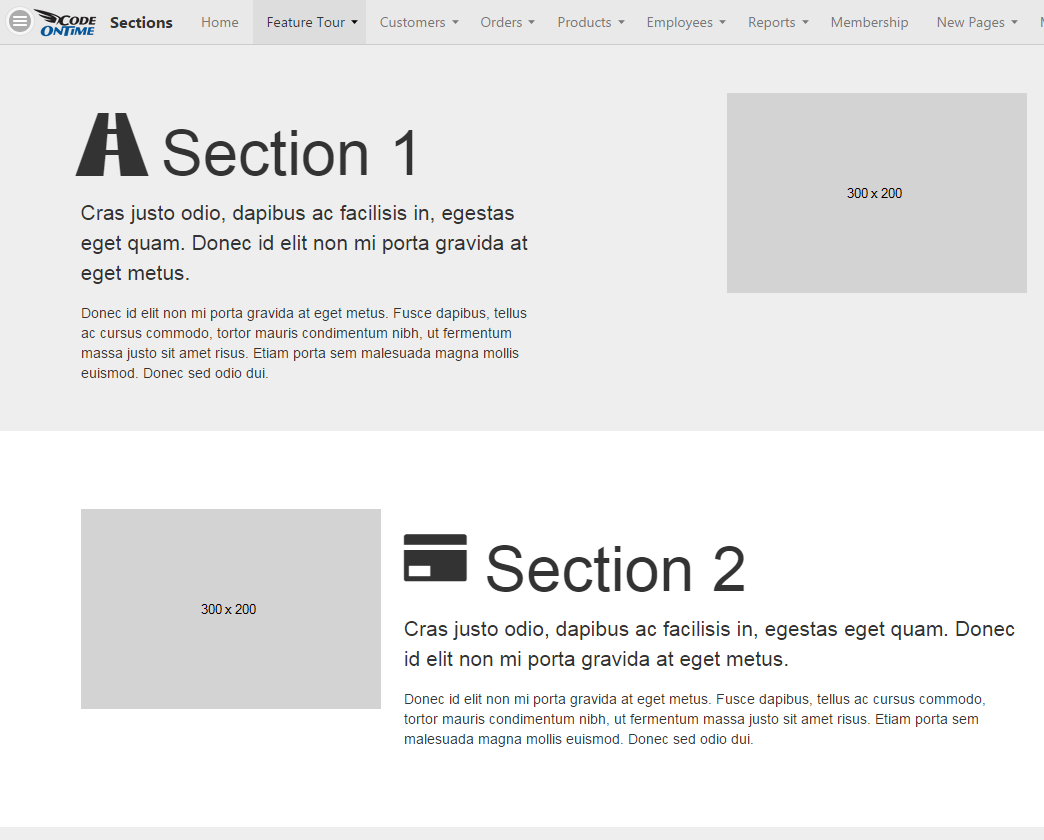 CODE ONTIME Sections Home Feature Tour Customers Orders Products Employees Reports Membership New Pages
Section 1
300 x 200
Cras justo odio, dapibus ac facilisis in, egestas
eget quam. Donec id elit non mi porta gravida at
eget metus.
Donec id elit non mi porta gravida at eget metus. Fusce dapibus, tellus
ac cursus commodo, tortor mauris condimentum nibh, ut fermentum
massa justo sit amet risus. Etiam porta sem malesuada magna mollis
euismod. Donec sed odio dui.
300 x 200
Section 2
Cras justo odio, dapibus ac facilisis in, egestas eget quam. Donec
id elit non mi porta gravida at eget metus.
Donec id elit non mi porta gravida at eget metus. Fusce dapibus, tellus ac cursus commodo,
tortor mauris condimentum nibh, ut fermentum massa justo sit amet risus. Etiam porta sem
malesuada magna mollis euismod. Donec sed odio dui.